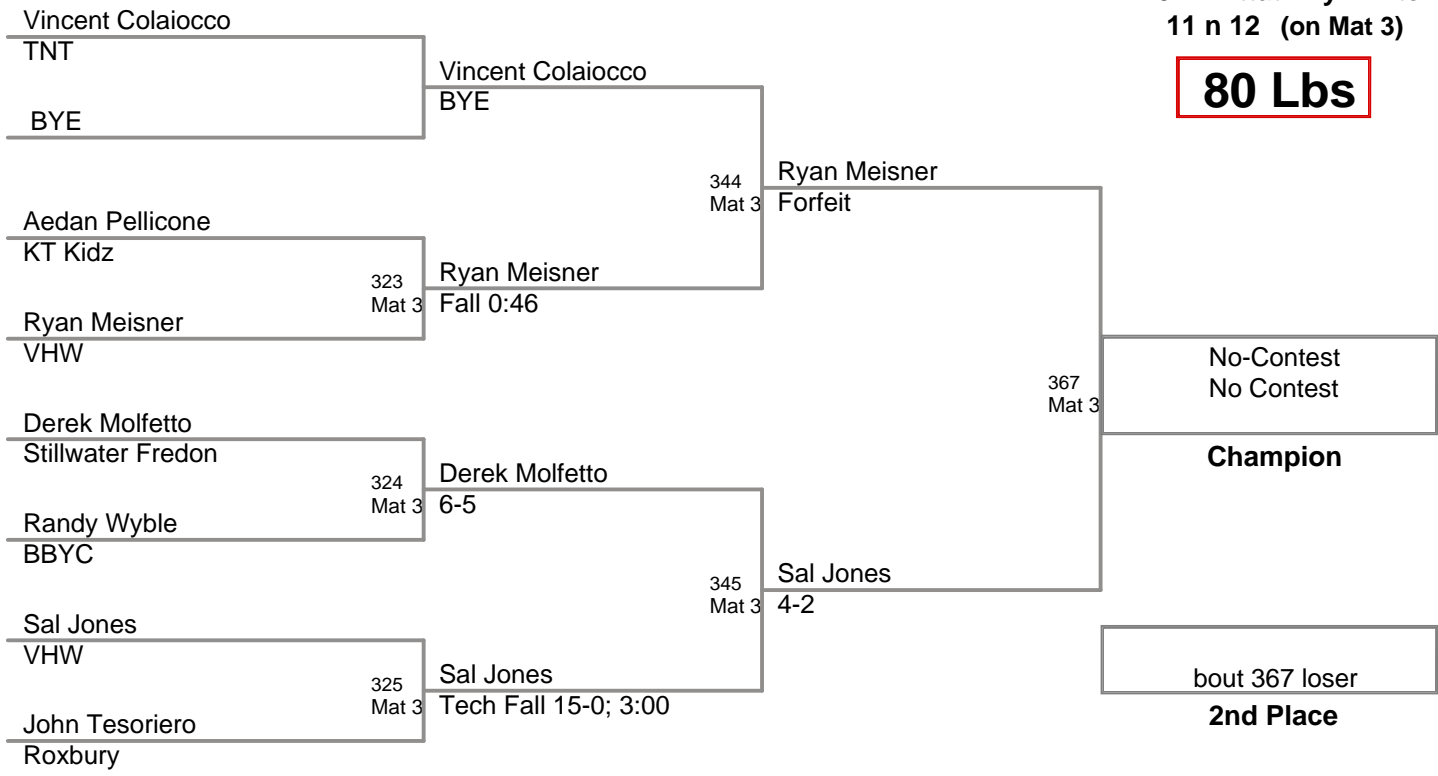 11 n 12 (on Mat 3)
80 Lbs
Vincent Colaiocco
TNT
BYE
Vincent Colaiocco
BYE
Aedan Pellicone
KT Kidz
323
Mat 3
Ryan Meisner
Fall 0:46
Ryan Meisner
VHW
344
Mat 3
Ryan Meisner
Forfeit
Derek Molfetto
Stillwater Fredon
324
Mat 3
Derek Molfetto
6-5
Randy Wyble
BBYC
345
Mat 3
Sal Jones
4-2
Sal Jones
VHW
325
Mat 3
Sal Jones
Tech Fall 15-0; 3:00
John Tesoriero
Roxbury
367
Mat 3
No-Contest
No Contest
Champion
bout 367 loser
2nd Place